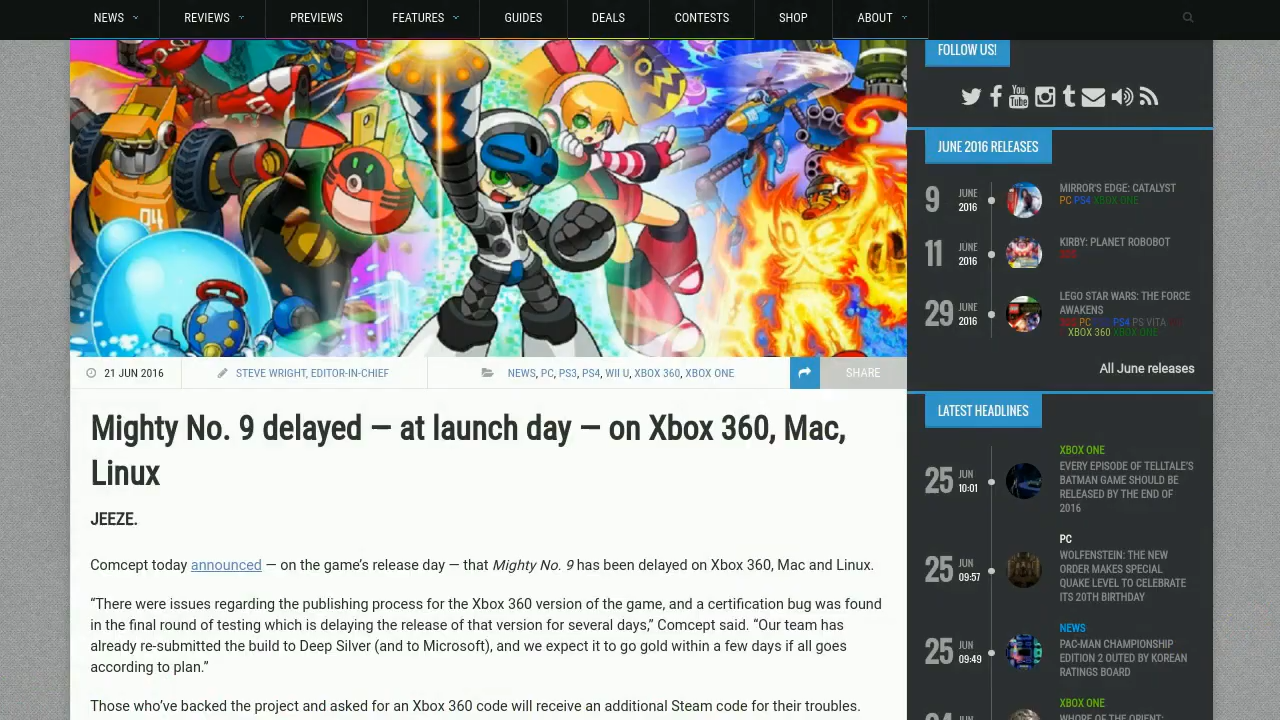 NEWS REVIEWS PREVIEWS FEATURES GUIDES DEALS CONTESTS SHOP ABOUT
04
21 JUN 2016 STEVE WRIGHT, EDITOR-IN-CHIEF NEWS, PC, PS3, PS4, WII U, XBOX 360, XBOX ONE SHARE
Mighty No. 9 delayed — at launch day — on Xbox 360, Mac,
Linux
JEEZE.
Comcept today announced — on the game’s release day — that Mighty No. 9 has been delayed on Xbox 360, Mac and Linux.
“There were issues regarding the publishing process for the Xbox 360 version of the game, and a certification bug was found
in the final round of testing which is delaying the release of that version for several days,” Comcept said. “Our team has
already re-submitted the build to Deep Silver (and to Microsoft), and we expect it to go gold within a few days if all goes
according to plan.”
Those who’ve backed the project and asked for an Xbox 360 code will receive an additional Steam code for their troubles.
FOLLOW US!
You
Tube
JUNE 2016 RELEASES
9 JUNE
2016
MIRROR'S EDGE: CATALYST
PC PS4 XBOX ONE
11 JUNE
2016
KIRBY: PLANET ROBOBOT
3DS
29 JUNE
2016
LEGO STAR WARS: THE FORCE
AWAKENS
PC PS4 PS VITA
XBOX 360 XBOX ONE
All June releases
LATEST HEADLINES
25 JUN
10:01
XBOX ONE
EVERY EPISODE OF TELLTALE'S
BATMAN GAME SHOULD BE
RELEASED BY THE END OF
2016
25 JUN
09:57
PC
WOLFENSTEIN: THE NEW
ORDER MAKES SPECIAL
QUAKE LEVEL TO CELEBRATE
ITS 20TH BIRTHDAY
25 JUN
09:49
NEWS
PAC-MAN CHAMPIONSHIP
EDITION 2 OUTED BY KOREAN
RATINGS BOARD
XBOX ONE
24 JUN
WHORE OF THE ORIENT: